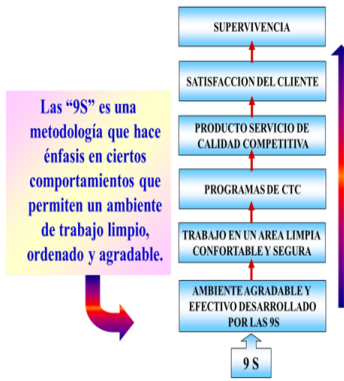 SUPERVIVENCIA
SATISFACCION DEL CLIENTE
Las “9S” es una
metodología que hace
énfasis en ciertos
comportamientos que
permiten un ambiente
de trabajo limpio,
ordenado y agradable.
PRODUCTO SERVICIO DE
CALIDAD COMPETITIVA
PROGRAMAS DE CTC
TRABAJO EN UN AREA LIMPIA
CONFORTABLE Y SEGURA
AMBIENTE AGRADABLE Y
EFECTIVO DESARROLLADO
POR LAS 9S
9 S